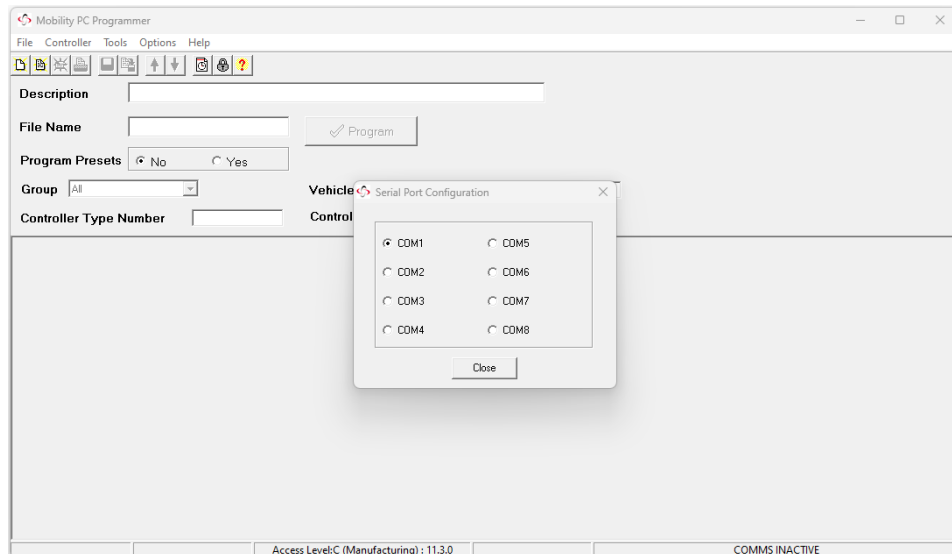 Mobility PC Programmer
File Controller Tools Options Help
Description
File Name
Program
Program Presets No Yes
Group All Vehicle
Controller Type Number Control
Serial Port Configuration
COM1 COM5
COM2 COM6
COM3 COM7
COM4 COM8
Close
Access Level:C (Manufacturing) : 11.3.0 COMMS INACTIVE